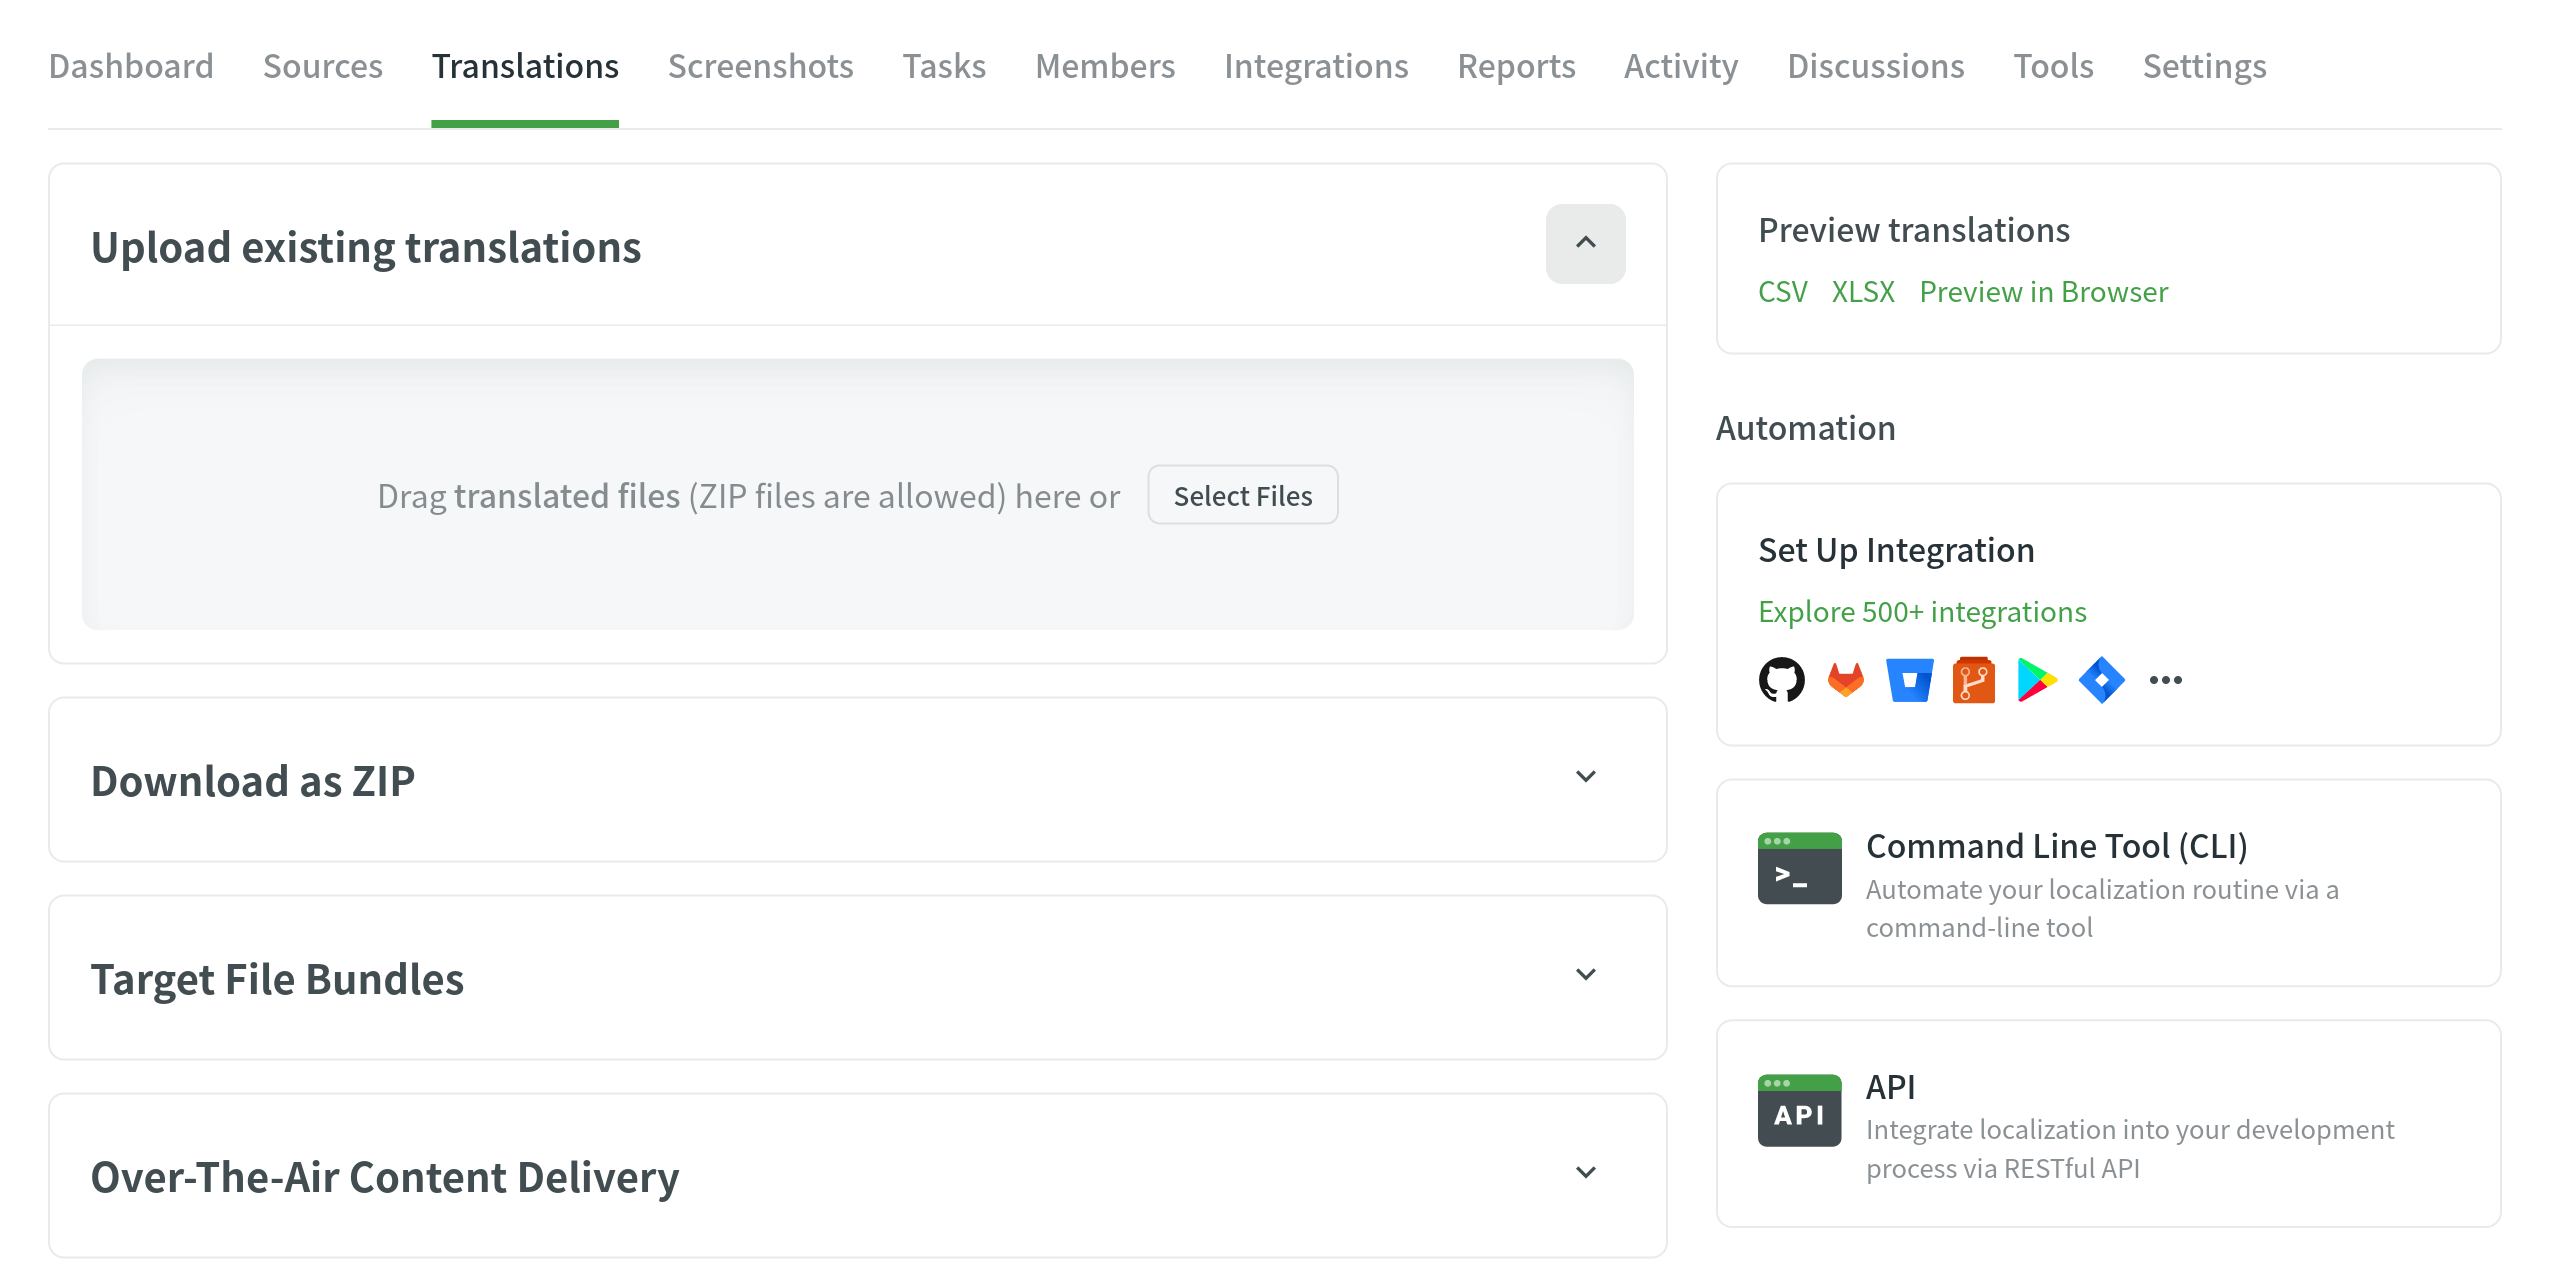 Dashboard Sources Translations Screenshots Tasks Members Integrations Reports Activity Discussions Tools Settings
Upload existing translations
Drag translated files (ZIP files are allowed) here or Select Files
Download as ZIP
Target File Bundles
Over-The-Air Content Delivery
Preview translations
CSV XLSX Preview in Browser
Automation
Set Up Integration
Explore 500+ integrations
>_
Command Line Tool (CLI)
Automate your localization routine via a
command-line tool
API
API
Integrate localization into your development
process via RESTful API